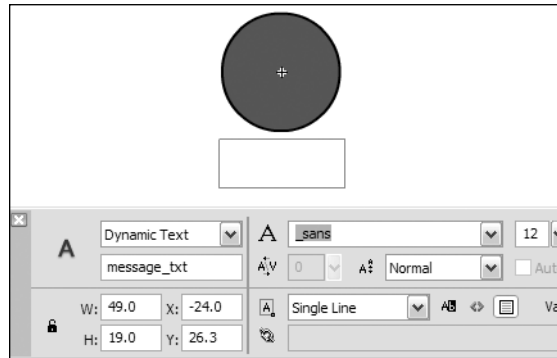 A Dynamic Text A _sans 12
message_txt A|V 0 A Normal Aut
W: 49.0 X: -24.0 A Single Line AB Va
H: 19.0 Y: 26.3